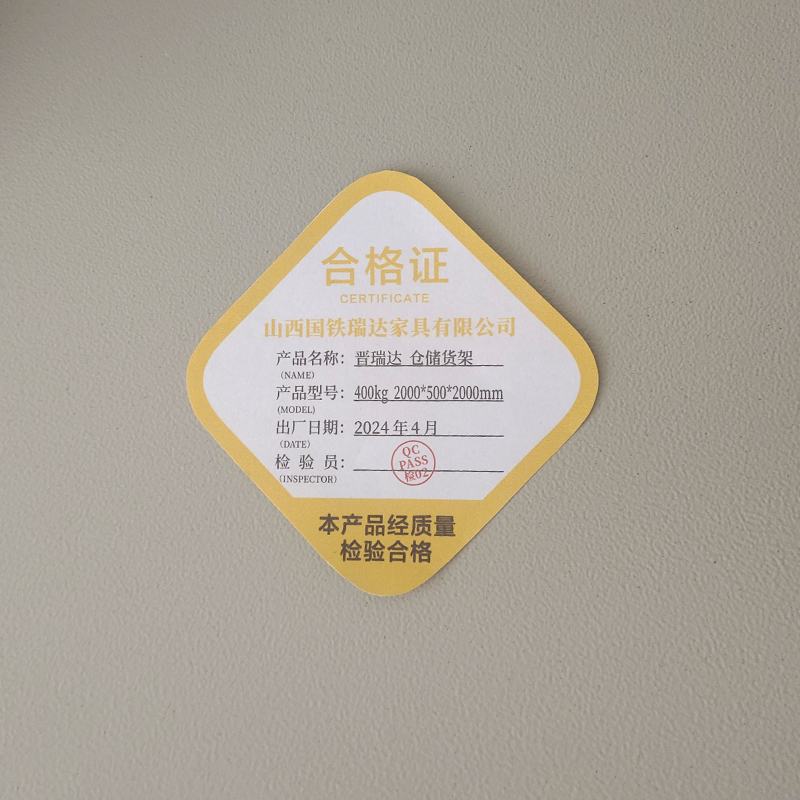 合格证
CERTIFICATE
山西国铁瑞达家具有限公司
产品名称：晋瑞达 仓储货架
(NAME)
产品型号：400kg 2000*500*2000mm
(MODEL)
出厂日期：2024年4月
(DATE)
检 验 员：
(INSPECTOR)
QC
PASS
检02
本产品经质量
检验合格